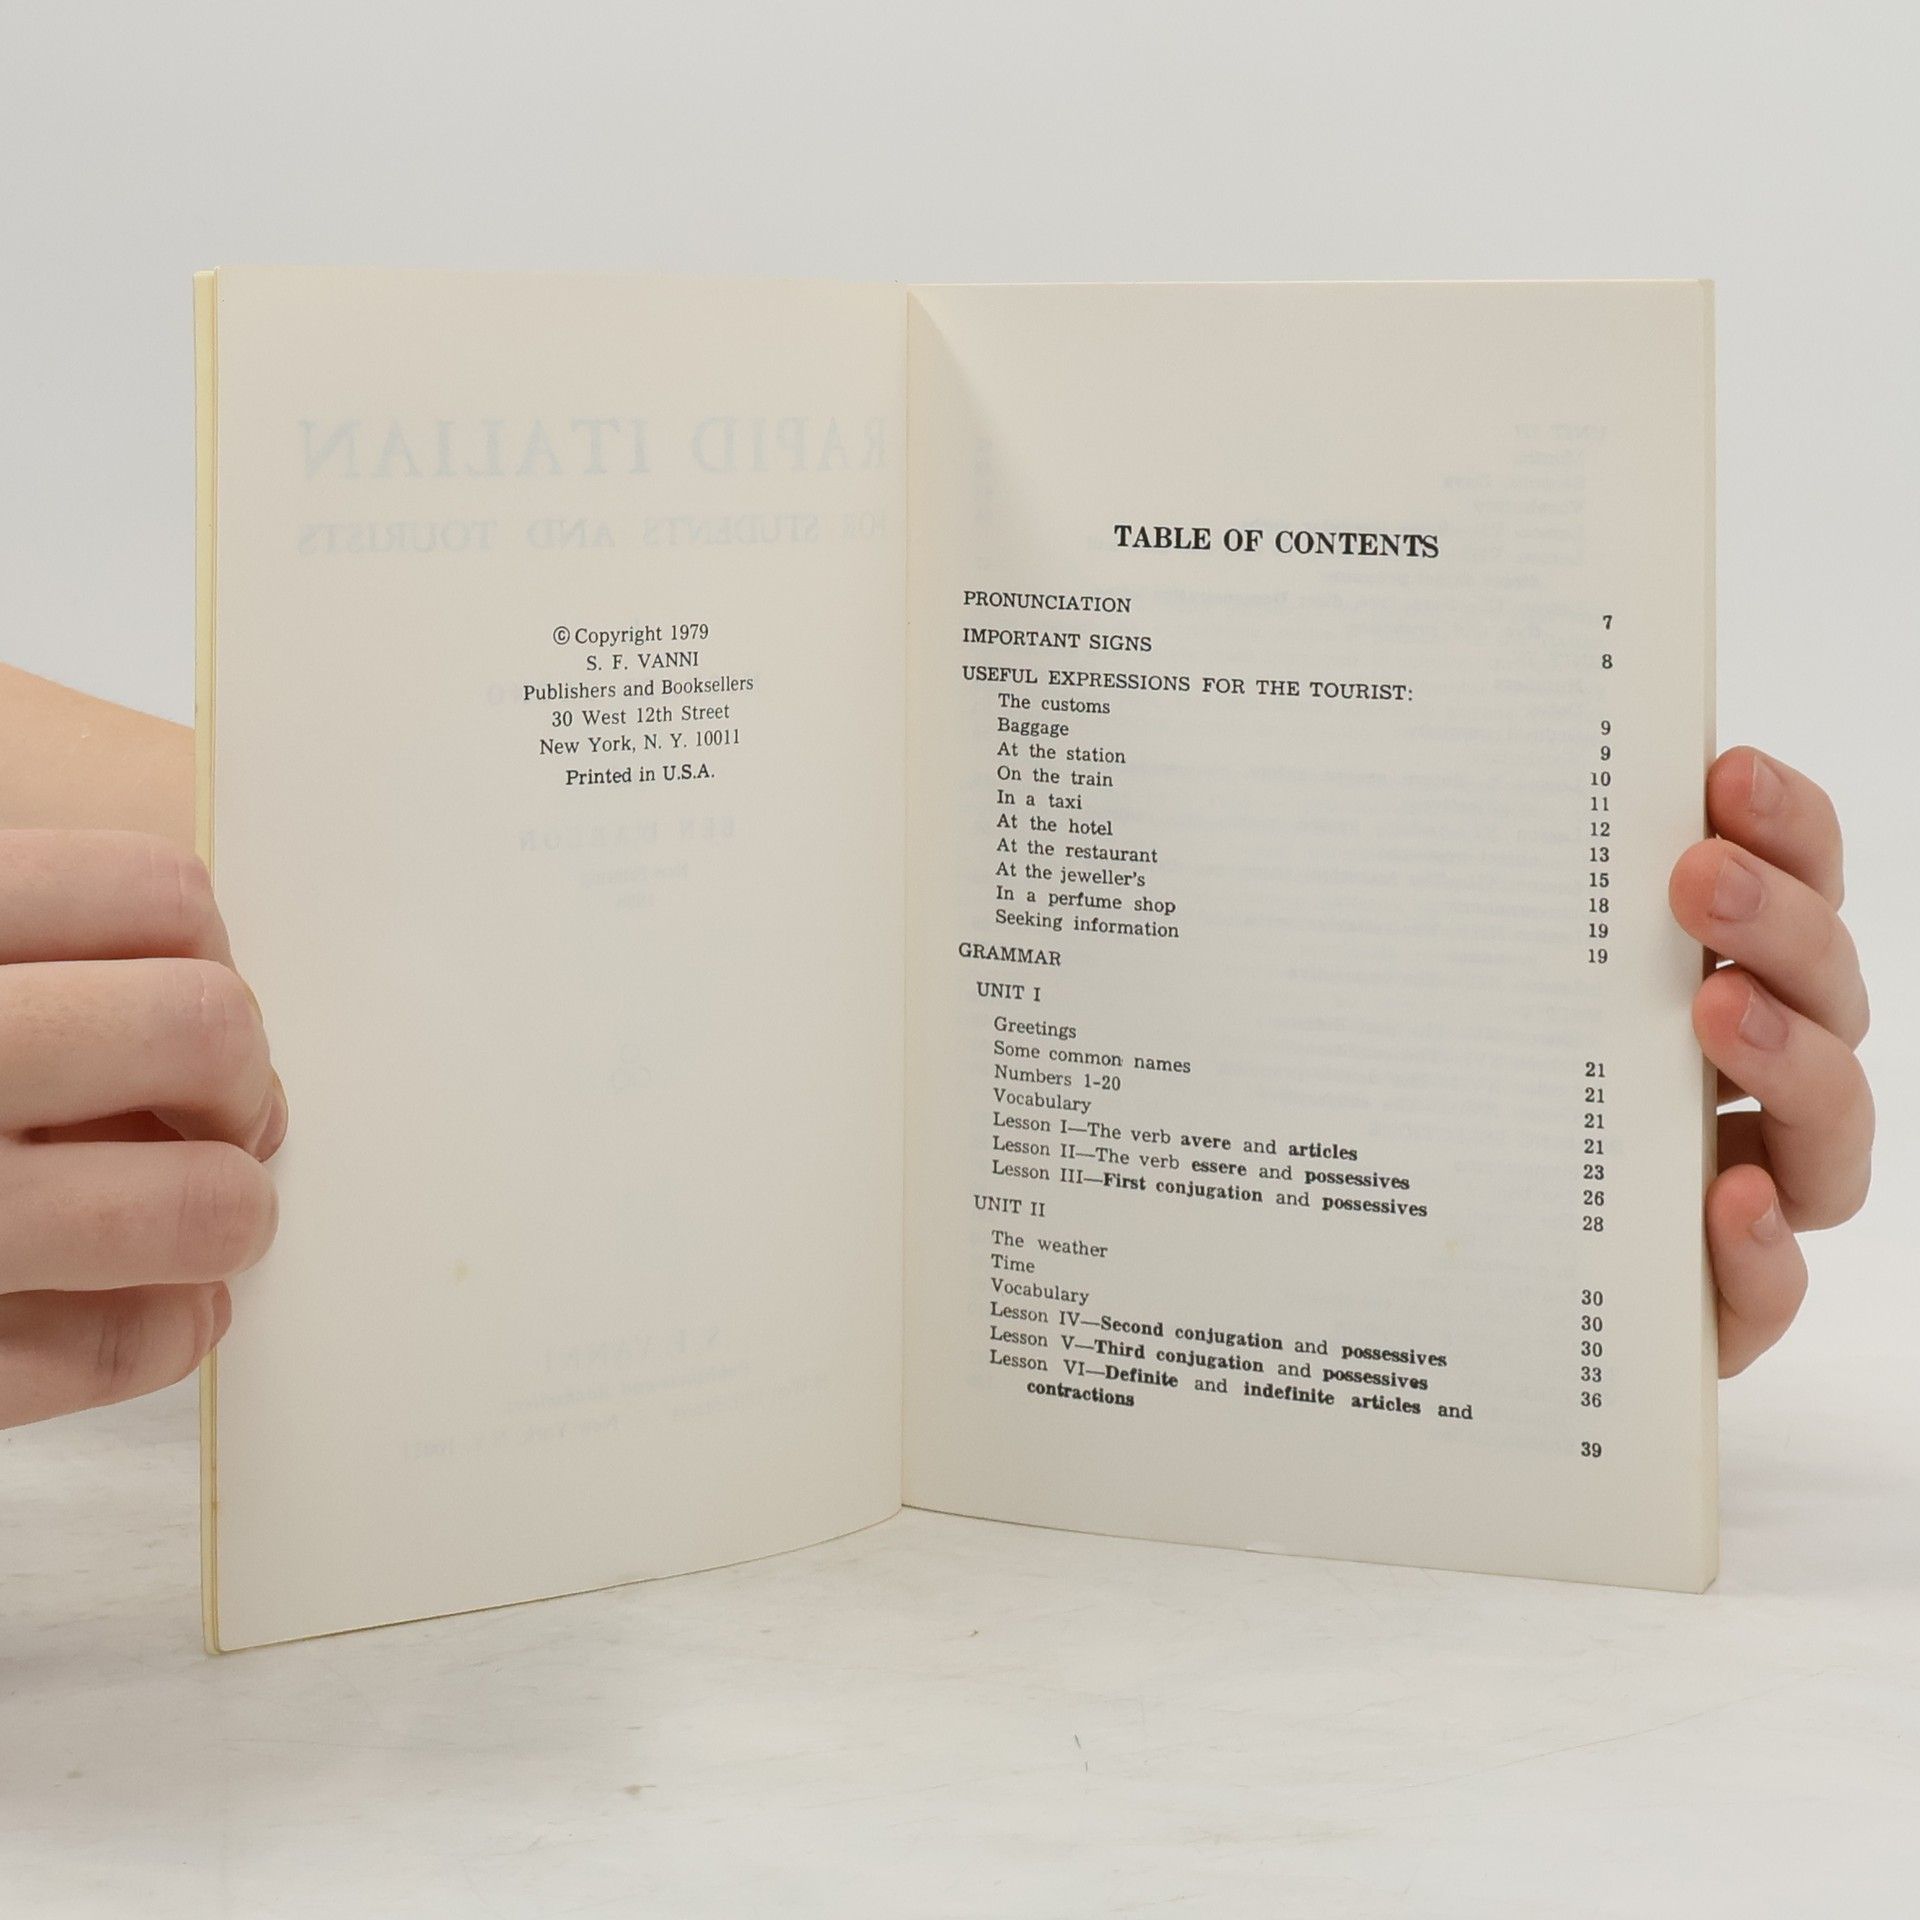 RAPID ITALIAN
FOR STUDENTS AND TOURISTS
© Copyright 1979
S. F. VANNI
Publishers and Booksellers
30 West 12th Street
New York, N. Y. 10011
Printed in U.S.A.
TABLE OF CONTENTS
PRONUNCIATION 7
IMPORTANT SIGNS 8
USEFUL EXPRESSIONS FOR THE TOURIST:
The customs 9
Baggage 9
At the station 10
On the train 11
In a taxi 12
At the hotel 13
At the restaurant 15
At the jeweller's 18
In a perfume shop 19
Seeking information 19
GRAMMAR
UNIT I
Greetings 21
Some common names 21
Numbers 1-20 21
Vocabulary 21
Lesson I—The verb avere and articles 23
Lesson II—The verb essere and possessives 26
Lesson III—First conjugation and possessives 28
UNIT II
The weather 30
Time 30
Vocabulary 30
Lesson IV—Second conjugation and possessives 33
Lesson V—Third conjugation and possessives 36
Lesson VI—Definite and indefinite articles and
contractions 39